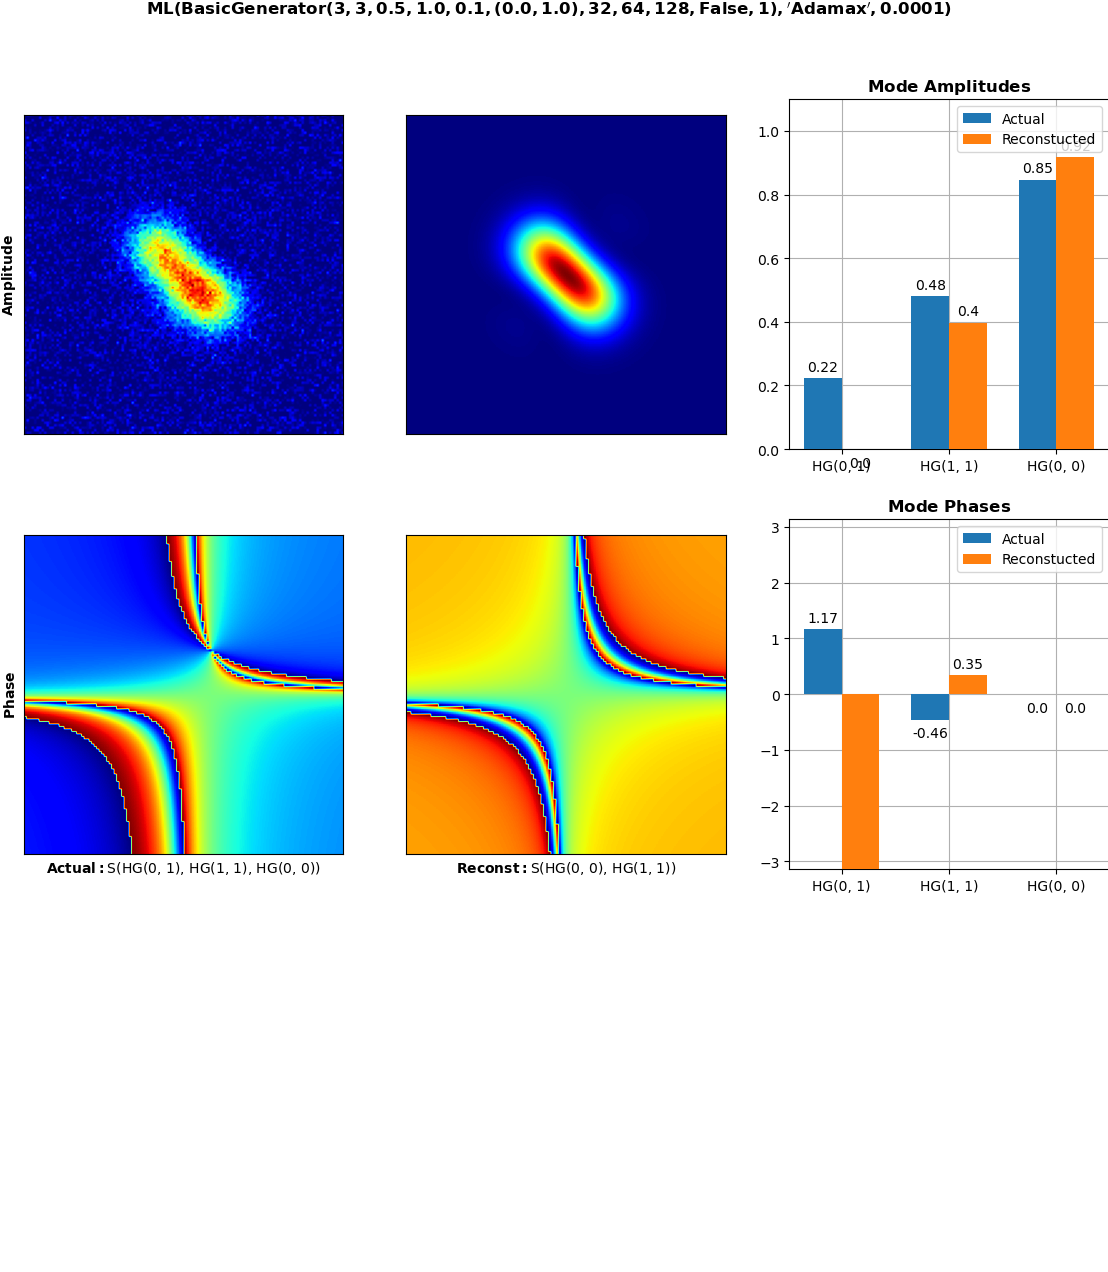 ML(BasicGenerator(3, 3, 0.5, 1.0, 0.1, (0.0, 1.0), 32, 64, 128, False, 1), ′Adamax′, 0.0001)
Amplitude
Mode Amplitudes
Actual
Reconstucted
1.0
0.8
0.6
0.4
0.2
0.0
0.22
0.0
0.48
0.4
0.85
0.92
HG(0, 1)
HG(1, 1)
HG(0, 0)
Phase
Actual: S(HG(0, 1), HG(1, 1), HG(0, 0))
Reconst: S(HG(0, 0), HG(1, 1))
Mode Phases
Actual
Reconstucted
3
2
1
0
−1
−2
−3
1.17
-0.46
0.35
0.0
0.0
HG(0, 1)
HG(1, 1)
HG(0, 0)